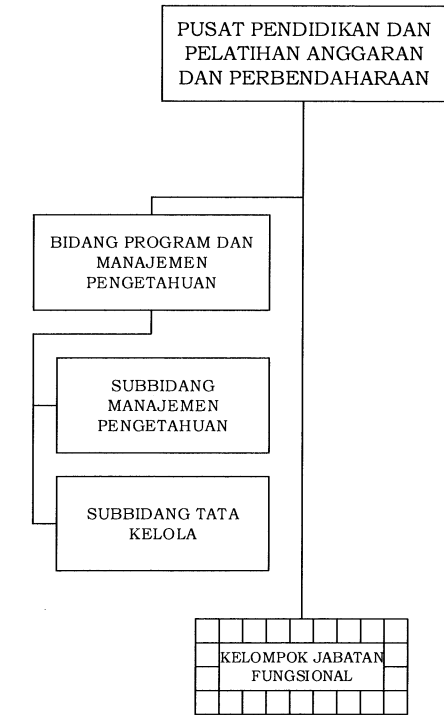 PUSAT PENDIDIKAN DAN
PELATIHAN ANGGARAN
DAN PERBENDAHARAAN
BIDANG PROGRAM DAN
MANAJEMEN
PENGETAHUAN
SUBBIDANG
MANAJEMEN
PENGETAHUAN
SUBBIDANG TATA
KELOLA
KELOMPOK JABATAN
FUNGSIONAL